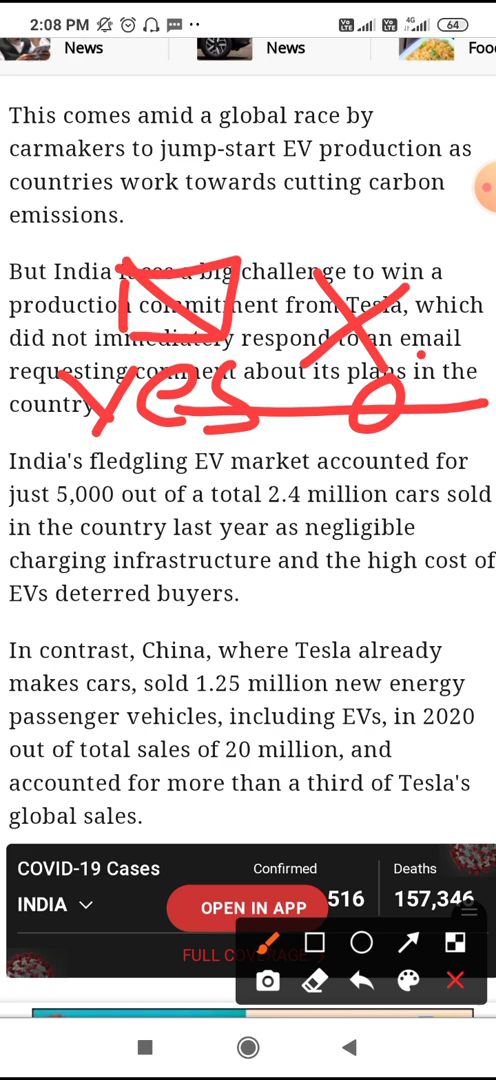 2:08 PM
4G
64
News
News
Foo
This comes amid a global race by
carmakers to jump-start EV production as
countries work towards cutting carbon
emissions.
But India faces a big challenge to win a
production commitment from Tesla, which
did not immediately respond to an email
requesting comment about its plans in the
country.
yes
India's fledgling EV market accounted for
just 5,000 out of a total 2.4 million cars sold
in the country last year as negligible
charging infrastructure and the high cost of
EVs deterred buyers.
In contrast, China, where Tesla already
makes cars, sold 1.25 million new energy
passenger vehicles, including EVs, in 2020
out of total sales of 20 million, and
accounted for more than a third of Tesla's
global sales.
COVID-19 Cases Confirmed Deaths
INDIA OPEN IN APP 516 157,346
FULL COVERAGE